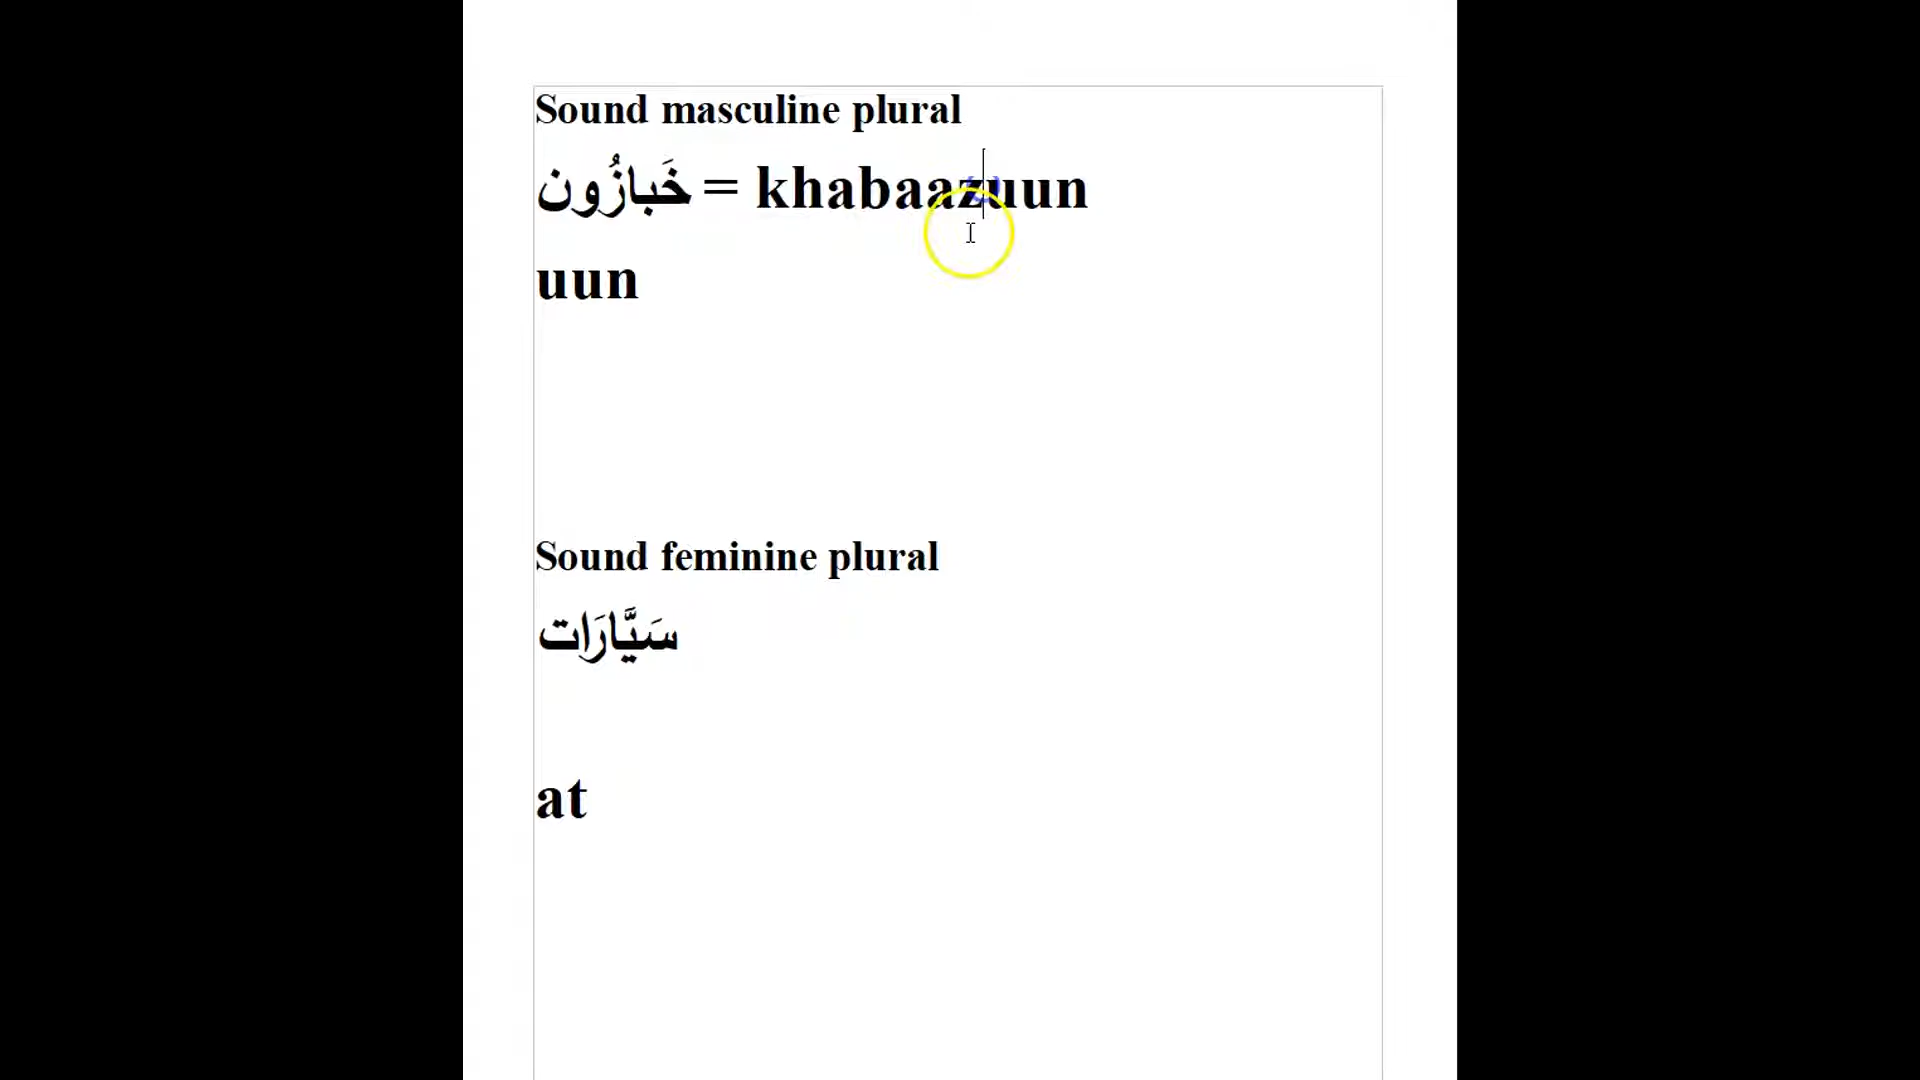 Sound masculine plural
خَبازُون = khabaazuun
uun
Sound feminine plural
سَيَّارَات
at